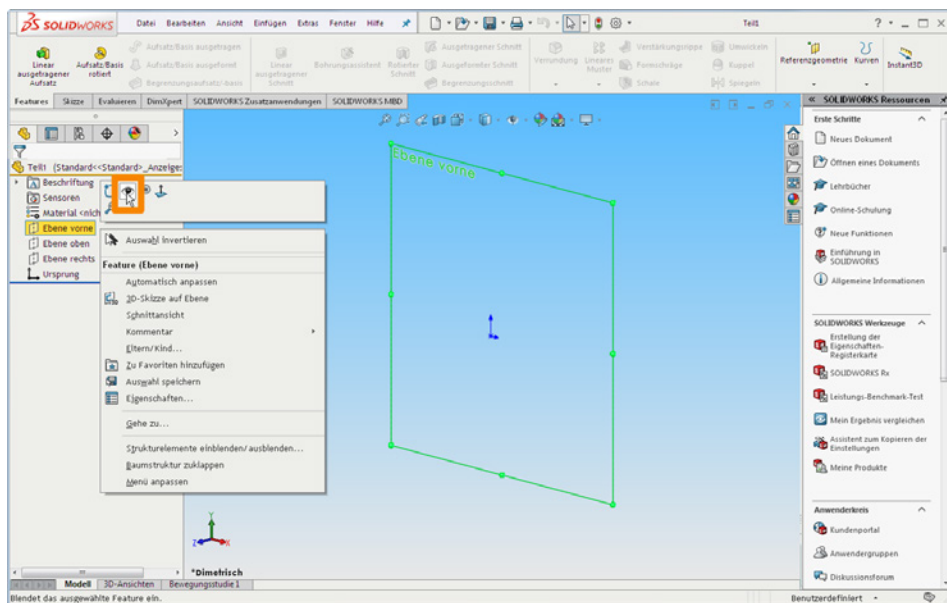 SOLIDWORKS
Datei Bearbeiten Ansicht Einfügen Extras Fenster Hilfe
Teil1
Linear ausgetragener Aufsatz
Aufsatz/Basis rotiert
Aufsatz/Basis ausgetragen
Aufsatz/Basis ausgeformt
Begrenzungsaufsatz/-basis
Linear ausgetragener Schnitt
Bohrungsassistent
Rotierter Schnitt
Ausgetragener Schnitt
Ausgeformter Schnitt
Begrenzungsschnitt
Verrundung
Lineares Muster
Verstärkungsrippe
Formschräge
Schale
Umwickeln
Kuppel
Spiegeln
Referenzgeometrie
Kurven
Instant3D
Features Skizze Evaluieren DimXpert SOLIDWORKS Zusatzanwendungen SOLIDWORKS MBD
Teil1 (Standard<<Standard>_Anzeige
Beschriftung
Sensoren
Material <nich
Ebene vorne
Ebene oben
Ebene rechts
Ursprung
Auswahl invertieren
Feature (Ebene vorne)
Automatisch anpassen
3D-Skizze auf Ebene
Schnittansicht
Kommentar
Eltern/Kind...
Zu Favoriten hinzufügen
Auswahl speichern
Eigenschaften...
Gehe zu...
Strukturelemente einblenden/ausblenden...
Baumstruktur zuklappen
Menü anpassen
Ebene vorne
Y
Z
X
*Dimetrisch
SOLIDWORKS Ressourcen
Erste Schritte
Neues Dokument
Öffnen eines Dokuments
Lehrbücher
Online-Schulung
Neue Funktionen
Einführung in SOLIDWORKS
Allgemeine Informationen
SOLIDWORKS Werkzeuge
Erstellung der Eigenschaften-Registerkarte
SOLIDWORKS Rx
Leistungs-Benchmark-Test
Mein Ergebnis vergleichen
Assistent zum Kopieren der Einstellungen
Meine Produkte
Anwenderkreis
Kundenportal
Anwendergruppen
Diskussionsforum
Modell 3D-Ansichten Bewegungsstudie 1
Blendet das ausgewählte Feature ein.
Benutzerdefiniert